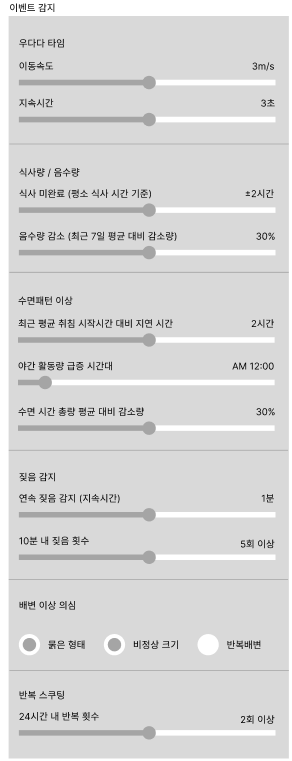 이벤트 감지
우다다 타임
이동속도 3m/s
지속시간 3초
식사량 / 음수량
식사 미완료 (평소 식사 시간 기준) ±2시간
음수량 감소 (최근 7일 평균 대비 감소량) 30%
수면패턴 이상
최근 평균 취침 시작시간 대비 지연 시간 2시간
야간 활동량 급증 시간대 AM 12:00
수면 시간 총량 평균 대비 감소량 30%
짖음 감지
연속 짖음 감지 (지속시간) 1분
10분 내 짖음 횟수 5회 이상
배변 이상 의심
묽은 형태 비정상 크기 반복배변
반복 스쿠팅
24시간 내 반복 횟수 2회 이상